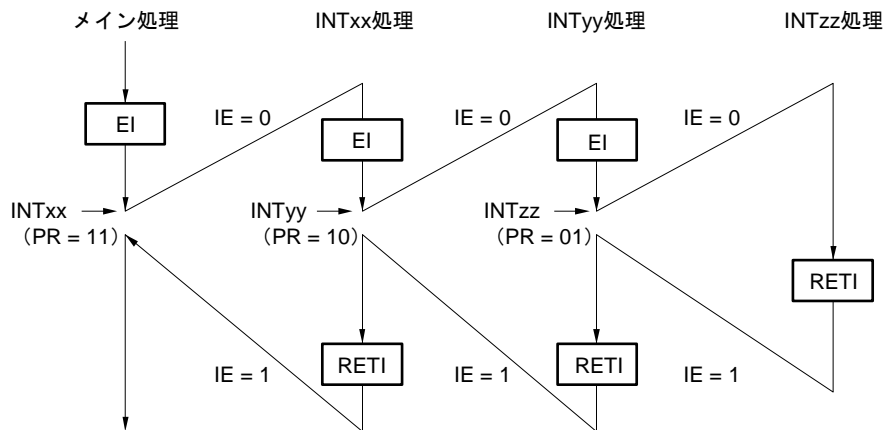 メイン処理 INTxx処理 INTyy処理 INTzz処理
EI IE = 0 EI IE = 0 EI IE = 0
INTxx INTyy INTzz
（PR = 11） （PR = 10） （PR = 01）
RETI
IE = 1 RETI IE = 1 RETI IE = 1